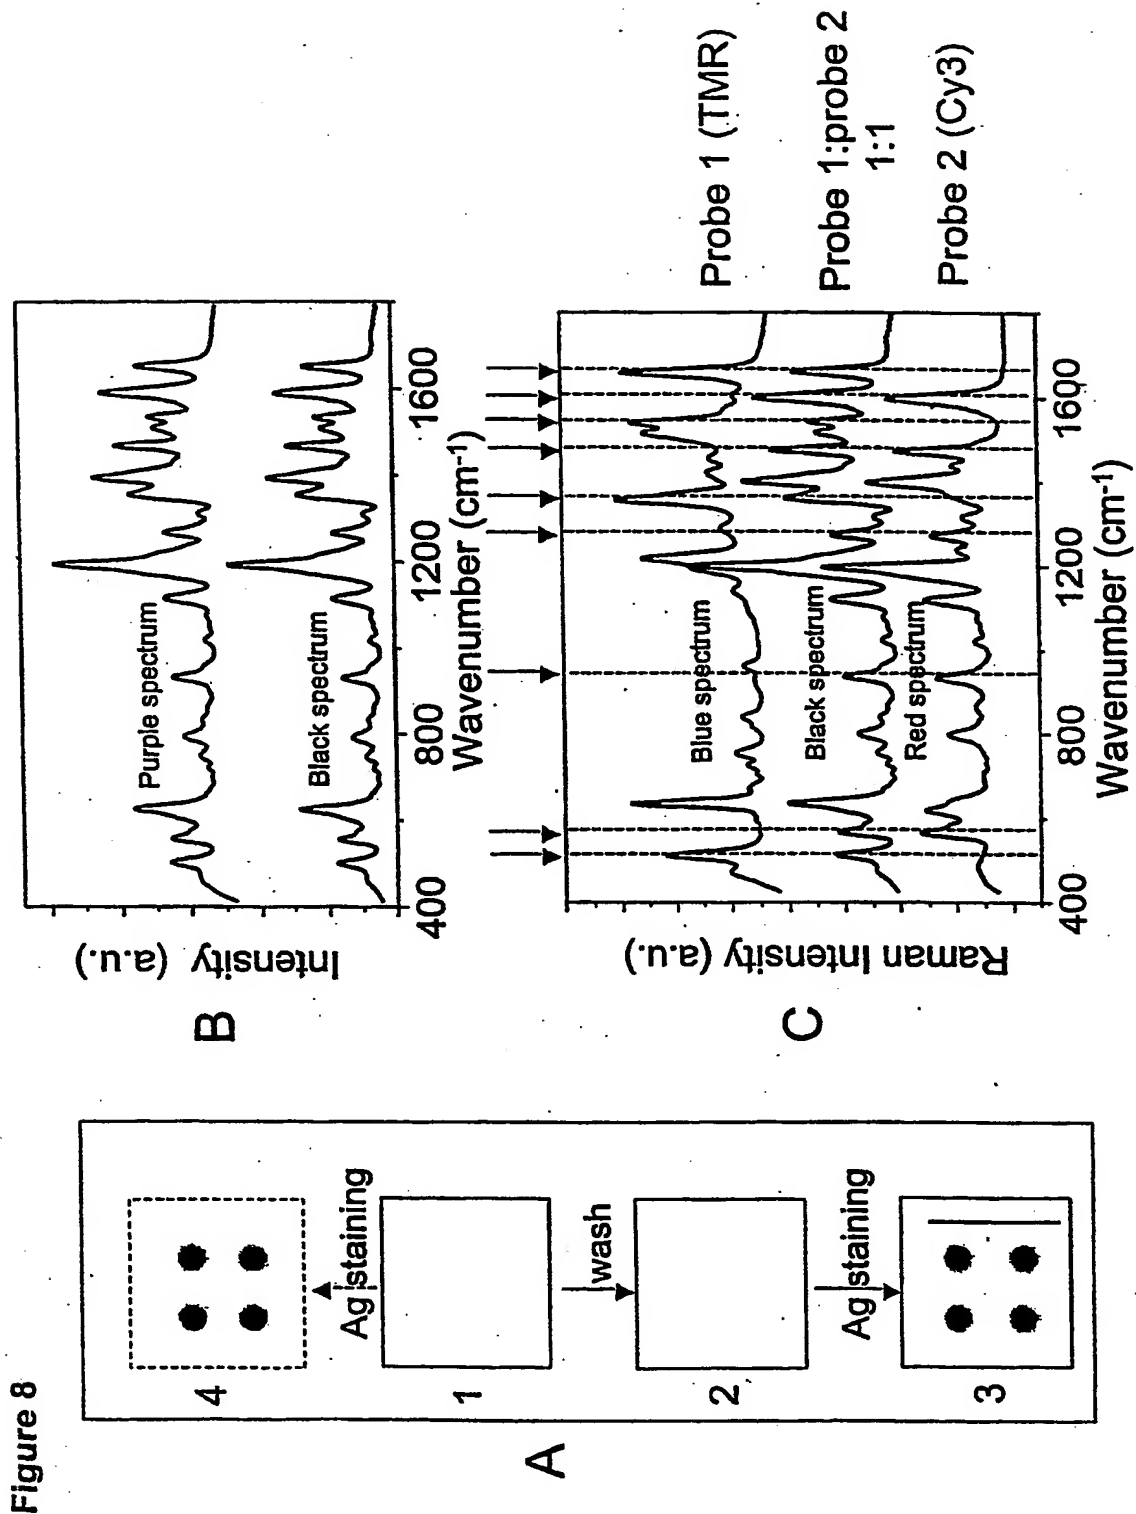 Figure 8
A
4
Ag staining
1
wash
2
Ag staining
3
B
Intensity (a.u.)
Purple spectrum
Black spectrum
400
800
1200
1600
Wavenumber (cm⁻¹)
C
Raman Intensity (a.u.)
Blue spectrum
Black spectrum
Red spectrum
400
800
1200
1600
Wavenumber (cm⁻¹)
Probe 1 (TMR)
Probe 1:probe 2
1:1
Probe 2 (Cy3)